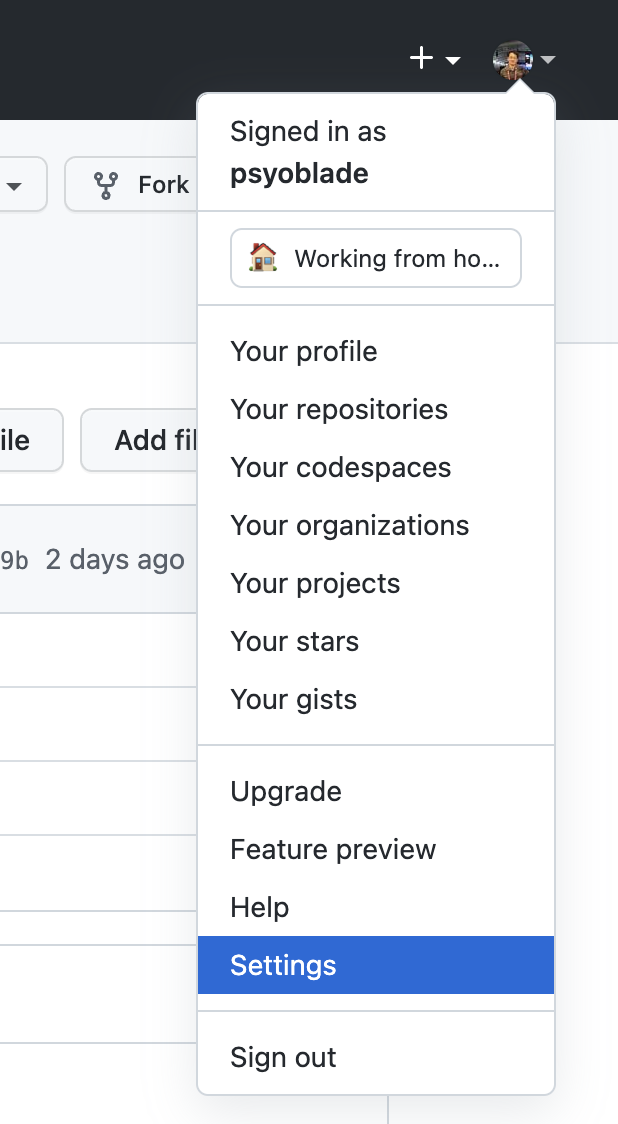 Signed in as
psyoblade
Fork
Working from ho...
Your profile
Your repositories
ile
Add fil
Your codespaces
Your organizations
9b 2 days ago
Your projects
Your stars
Your gists
Upgrade
Feature preview
Help
Settings
Sign out